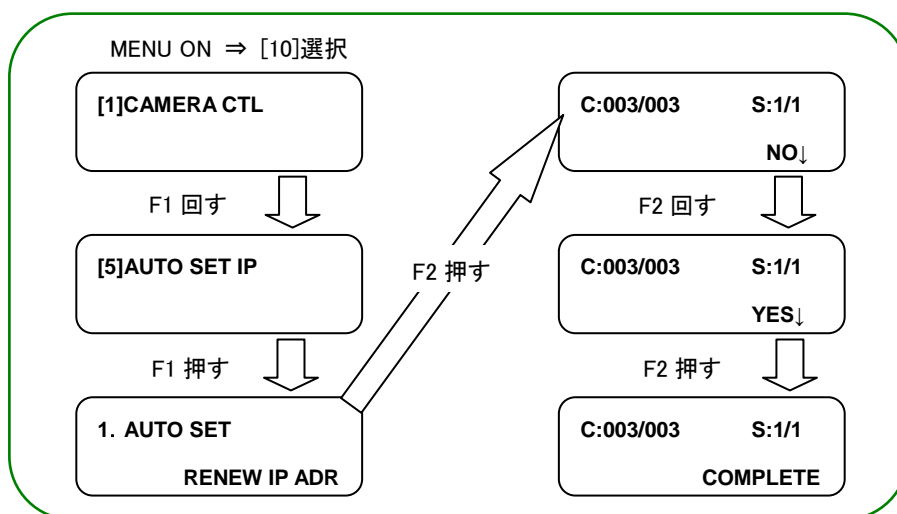 MENU ON ⇒ [10]選択
[1]CAMERA CTL
F1 回す
[5]AUTO SET IP
F1 押す
1. AUTO SET
RENEW IP ADR
F2 押す
C:003/003 S:1/1
NO↓
F2 回す
C:003/003 S:1/1
YES↓
F2 押す
C:003/003 S:1/1
COMPLETE